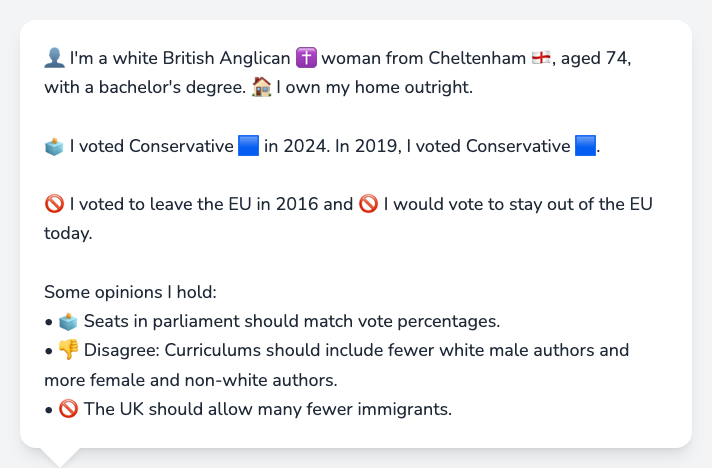 👤 I'm a white British Anglican ✝️ woman from Cheltenham 🏴󠁧󠁢󠁥󠁮󠁧󠁿, aged 74,
with a bachelor's degree. 🏠 I own my home outright.
🗳️ I voted Conservative 🟦 in 2024. In 2019, I voted Conservative 🟦.
🚫 I voted to leave the EU in 2016 and 🚫 I would vote to stay out of the EU
today.
Some opinions I hold:
• 🗳️ Seats in parliament should match vote percentages.
• 👎 Disagree: Curriculums should include fewer white male authors and
more female and non-white authors.
• 🚫 The UK should allow many fewer immigrants.